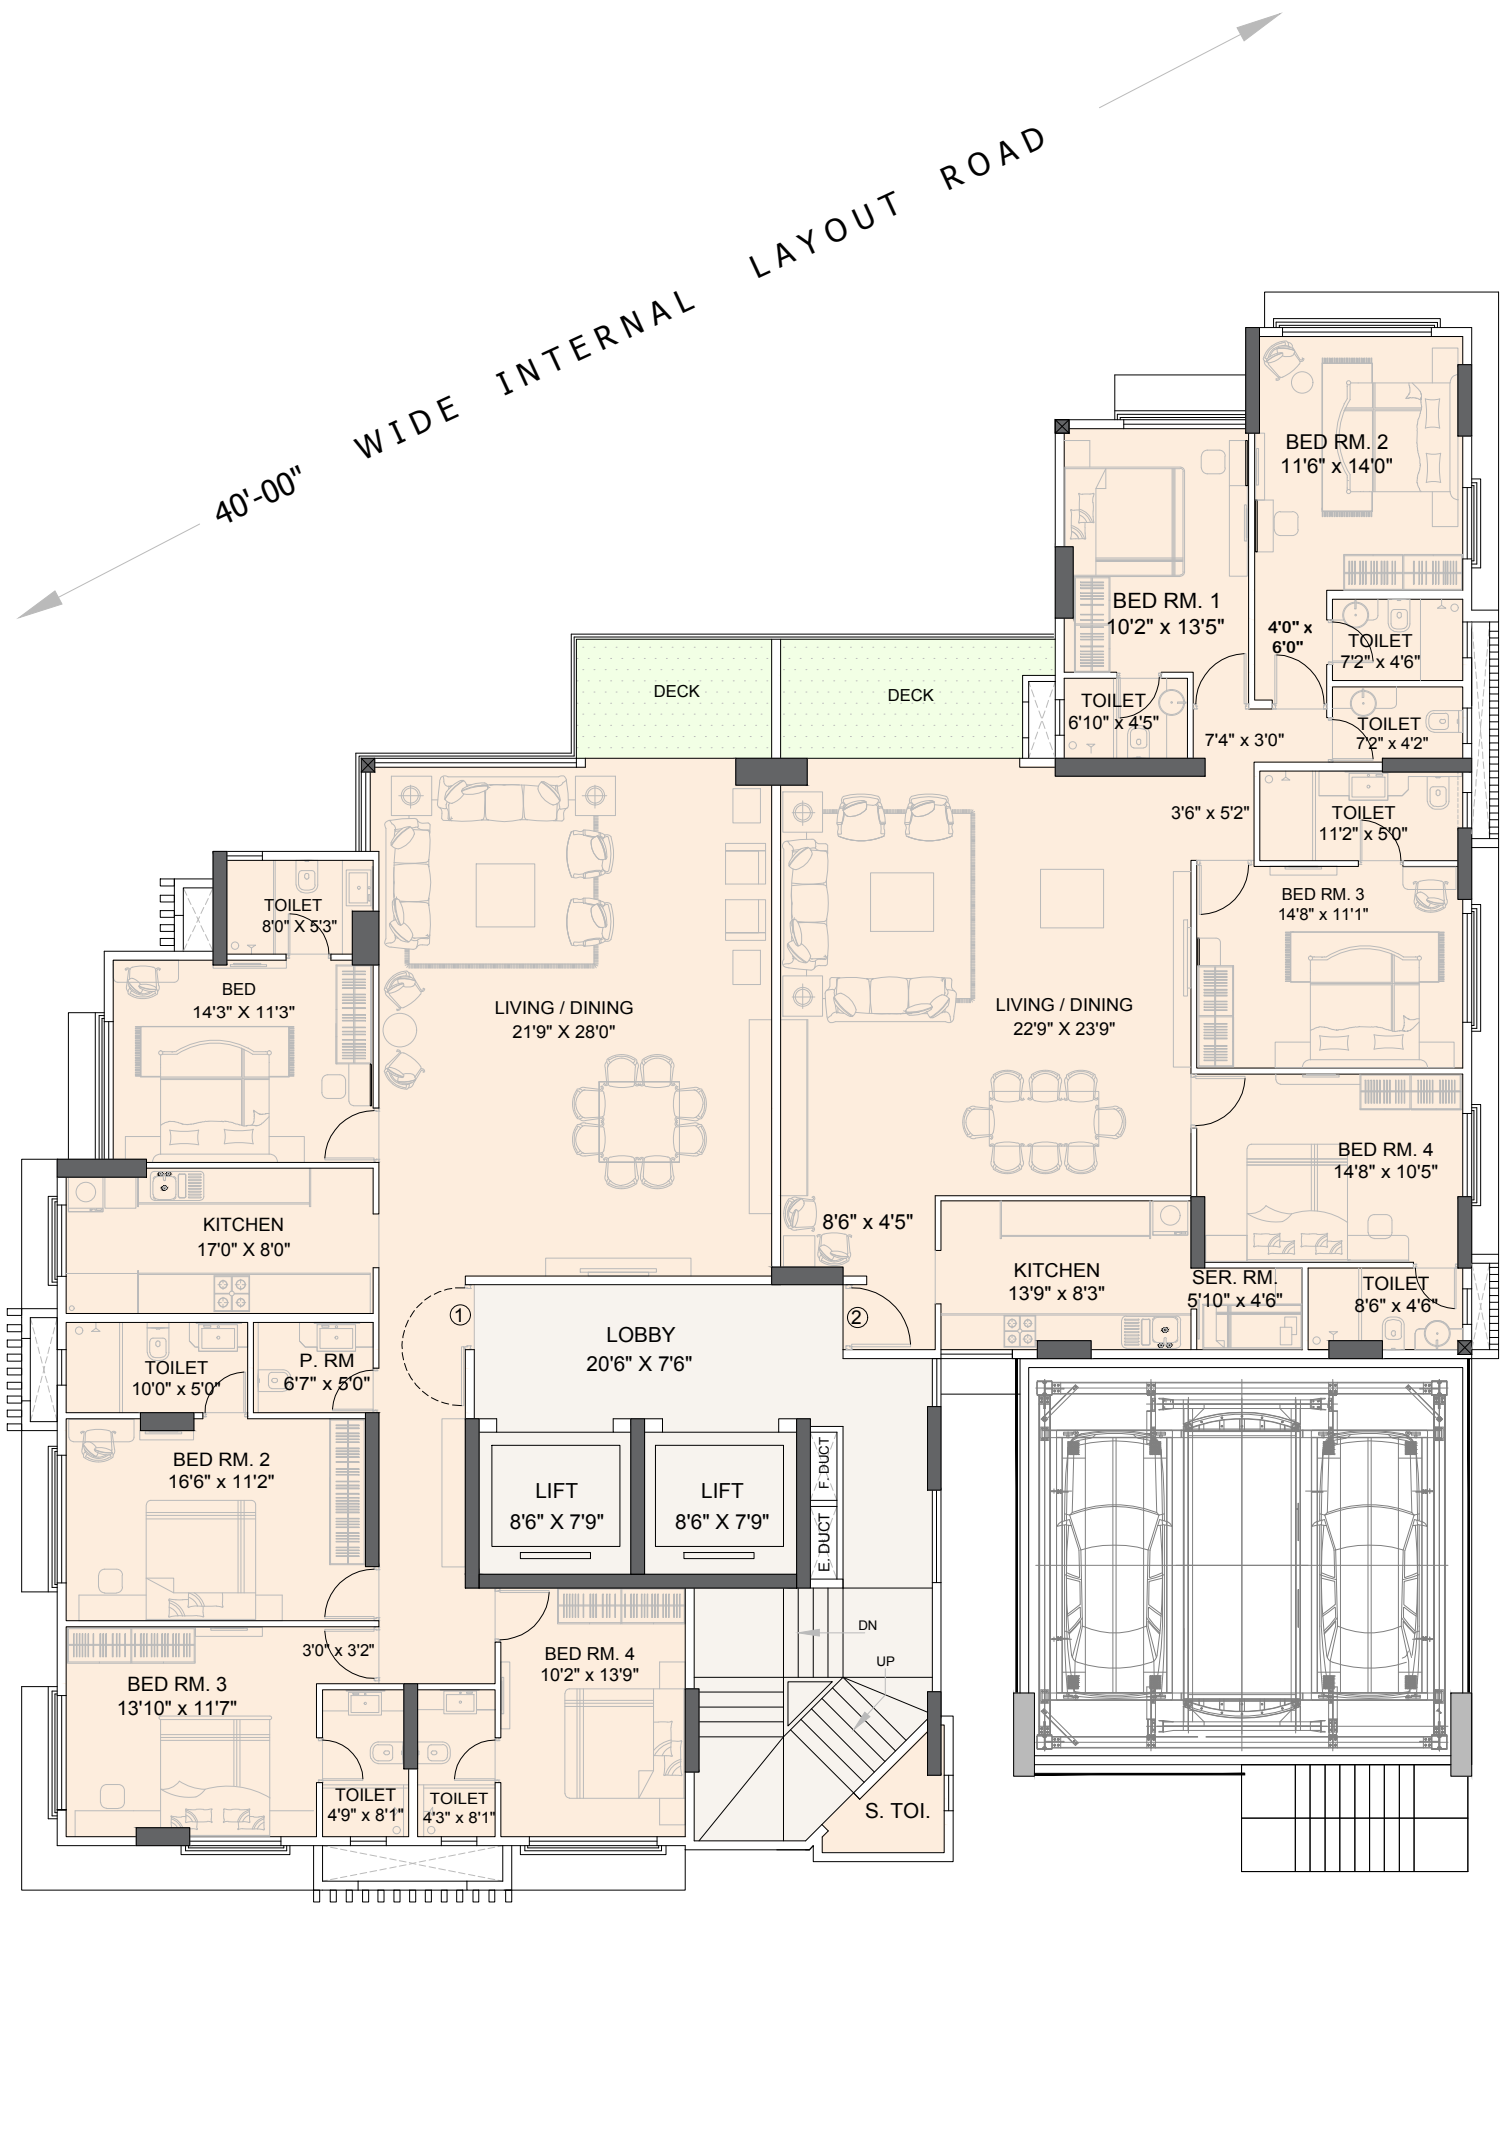 40'-00" WIDE INTERNAL LAYOUT ROAD
BED RM. 2
11'6" x 14'0"
BED RM. 1
10'2" x 13'5"
4'0" x
6'0"
TOILET
7'2" x 4'6"
DECK
DECK
TOILET
6'10" x 4'5"
7'4" x 3'0"
TOILET
7'2" x 4'2"
3'6" x 5'2"
TOILET
11'2" x 5'0"
TOILET
8'0" X 5'3"
BED RM. 3
14'8" x 11'1"
BED
14'3" X 11'3"
LIVING / DINING
21'9" X 28'0"
LIVING / DINING
22'9" X 23'9"
BED RM. 4
14'8" x 10'5"
KITCHEN
17'0" X 8'0"
8'6" x 4'5"
KITCHEN
13'9" x 8'3"
SER. RM.
5'10" x 4'6"
TOILET
8'6" x 4'6"
1
2
LOBBY
20'6" X 7'6"
TOILET
10'0" x 5'0"
P. RM
6'7" x 5'0"
BED RM. 2
16'6" x 11'2"
LIFT
8'6" X 7'9"
LIFT
8'6" X 7'9"
F. DUCT
E. DUCT
DN
UP
3'0" x 3'2"
BED RM. 3
13'10" x 11'7"
BED RM. 4
10'2" x 13'9"
TOILET
4'9" x 8'1"
TOILET
4'3" x 8'1"
S. TOI.